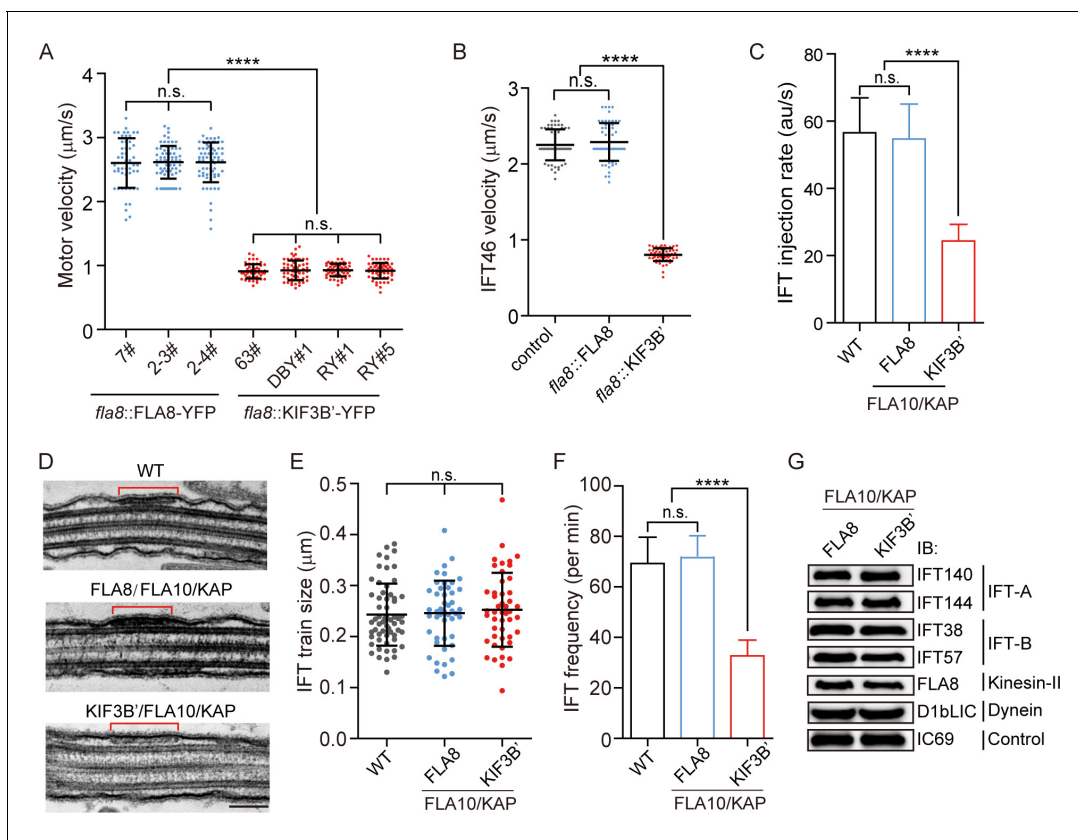 A
Motor velocity (μm/s)
4
3
2
1
0
****
n.s.
n.s.
7#
2-3#
2-4#
63#
DBY#1
RY#1
RY#5
fla8::FLA8-YFP
fla8::KIF3B'-YFP
B
IFT46 velocity (μm/s)
3
2
1
0
****
n.s.
control
fla8::FLA8
fla8::KIF3B'
C
IFT injection rate (au/s)
80
60
40
20
0
****
n.s.
WT
FLA8
KIF3B'
FLA10/KAP
D
WT
FLA8/FLA10/KAP
KIF3B'/FLA10/KAP
E
IFT train size (μm)
0.5
0.4
0.3
0.2
0.1
0.0
n.s.
WT
FLA8
KIF3B'
FLA10/KAP
F
IFT frequency (per min)
100
80
60
40
20
0
****
n.s.
WT
FLA8
KIF3B'
FLA10/KAP
G
FLA10/KAP
FLA8
KIF3B'
IB:
IFT140
IFT144
IFT-A
IFT38
IFT57
IFT-B
FLA8
Kinesin-II
D1bLIC
Dynein
IC69
Control